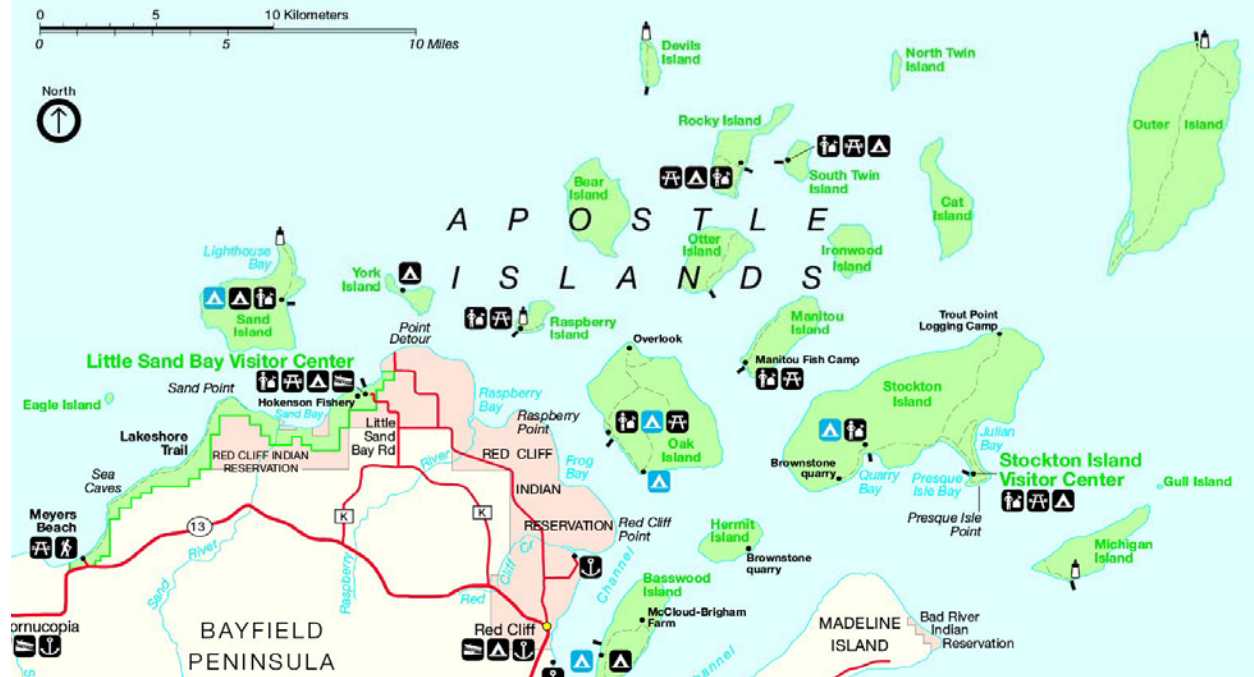 0 5 10 Kilometers
0 5 10 Miles
North
Devils
Island
North Twin
Island
Rocky Island
Outer Island
South Twin
Island
Bear
Island
Cat
Island
A P O S T L E
I S L A N D S
Otter
Island
Ironwood
Island
Lighthouse
Bay
York
Island
Sand
Island
Raspberry
Island
Manitou
Island
Trout Point
Logging Camp
Point
Detour
Overlook
Manitou Fish Camp
Little Sand Bay Visitor Center
Sand Point
Hokenson Fishery
Sand Bay
Raspberry
Bay
Stockton
Island
Eagle Island
Raspberry
Point
Little
Sand
Bay Rd
Lakeshore
Trail
RED CLIFF INDIAN
RESERVATION
River
RED CLIFF
INDIAN
RESERVATION
Frog
Bay
Oak
Island
Julian
Bay
Brownstone
quarry
Quarry
Bay
Presque
Isle Bay
Stockton Island
Visitor Center
Gull Island
Presque Isle
Point
Sea
Caves
Meyers
Beach
13
K
K
Red Cliff
Point
Hermit
Island
Brownstone
quarry
Michigan
Island
Sand
River
Raspberry
Red
Cliff
Cr
Channel
Basswood
Island
McCloud-Brigham
Farm
MADELINE
ISLAND
Bad River
Indian
Reservation
ornucopia
BAYFIELD
PENINSULA
Red Cliff
Channel